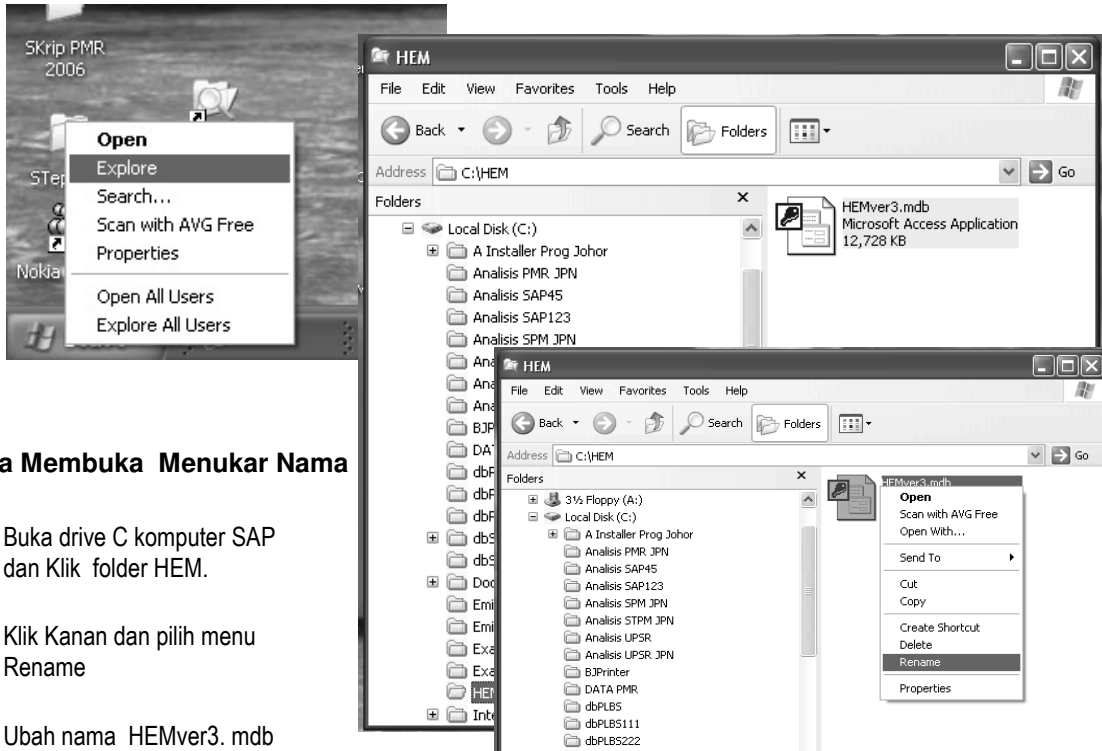 SKrip PMR
2006
Open
Explore
Search...
Scan with AVG Free
Properties
Open All Users
Explore All Users
Nokia
HEM
File Edit View Favorites Tools Help
Back Search Folders
Address C:\HEM Go
Folders
Local Disk (C:)
A Installer Prog Johor
Analisis PMR JPN
Analisis SAP45
Analisis SAP123
Analisis SPM JPN
HEMver3.mdb
Microsoft Access Application
12,728 KB
HEM
File Edit View Favorites Tools Help
Back Search Folders
Address C:\HEM Go
Folders
3½ Floppy (A:)
Local Disk (C:)
A Installer Prog Johor
Analisis PMR JPN
Analisis SAP45
Analisis SAP123
Analisis SPM JPN
Analisis STPM JPN
Analisis UPSR
Analisis UPSR JPN
BJPrinter
DATA PMR
dbPLBS
dbPLBS111
dbPLBS222
HEMver3.mdb
Open
Scan with AVG Free
Open With...
Send To
Cut
Copy
Create Shortcut
Delete
Rename
Properties
a Membuka Menukar Nama
Buka drive C komputer SAP
dan Klik folder HEM.
Klik Kanan dan pilih menu
Rename
Ubah nama HEMver3. mdb